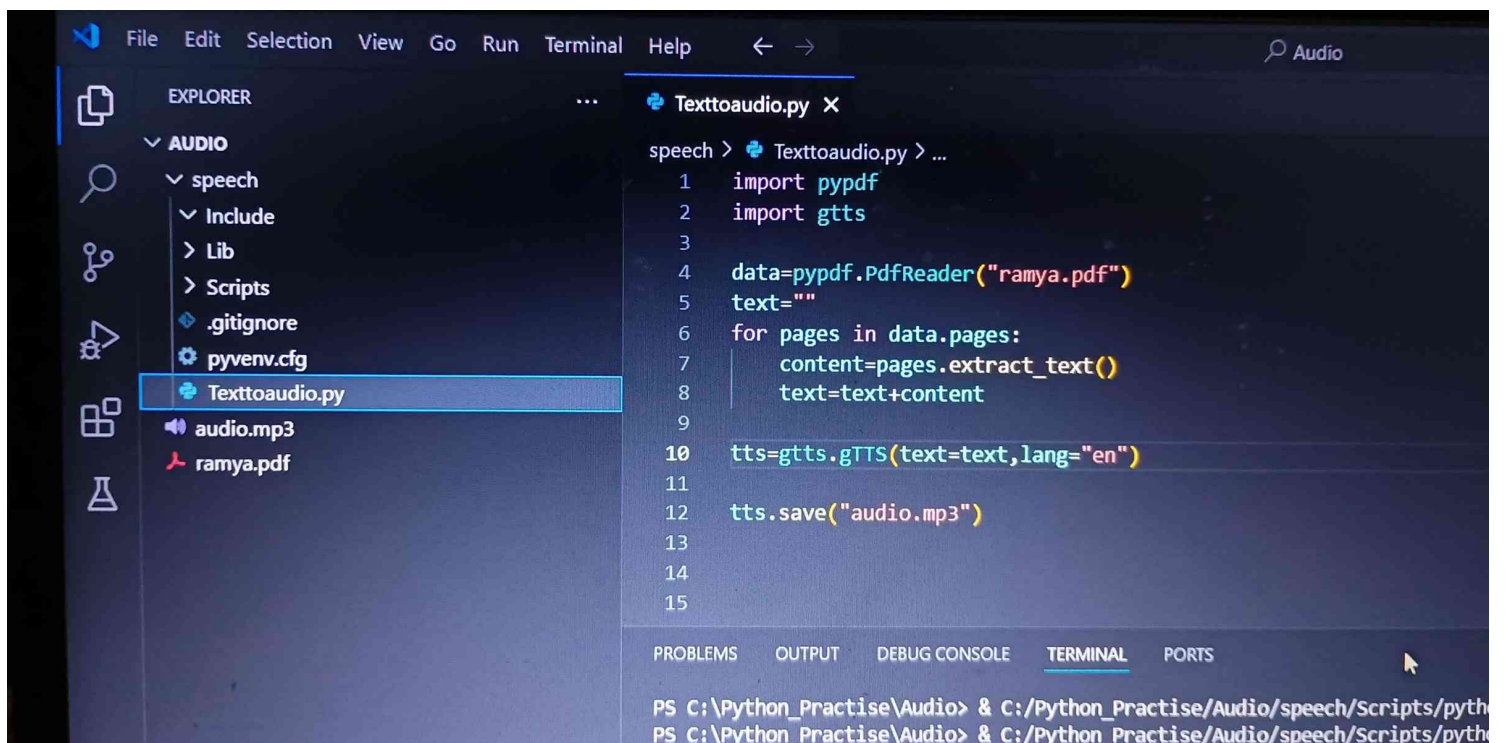 File Edit Selection View Go Run Terminal Help ← → Audio
EXPLORER ...
AUDIO
speech
Include
Lib
Scripts
.gitignore
pyvenv.cfg
Texttoaudio.py
audio.mp3
ramya.pdf
Texttoaudio.py ×
speech > Texttoaudio.py > ...
1 import pypdf
2 import gtts
3
4 data=pypdf.PdfReader("ramya.pdf")
5 text=""
6 for pages in data.pages:
7 content=pages.extract_text()
8 text=text+content
9
10 tts=gtts.gTTS(text=text,lang="en")
11
12 tts.save("audio.mp3")
13
14
15
PROBLEMS OUTPUT DEBUG CONSOLE TERMINAL PORTS
PS C:\Python_Practise\Audio> & C:/Python_Practise/Audio/speech/Scripts/pyth
PS C:\Python_Practise\Audio> & C:/Python_Practise/Audio/speech/Scripts/pyth